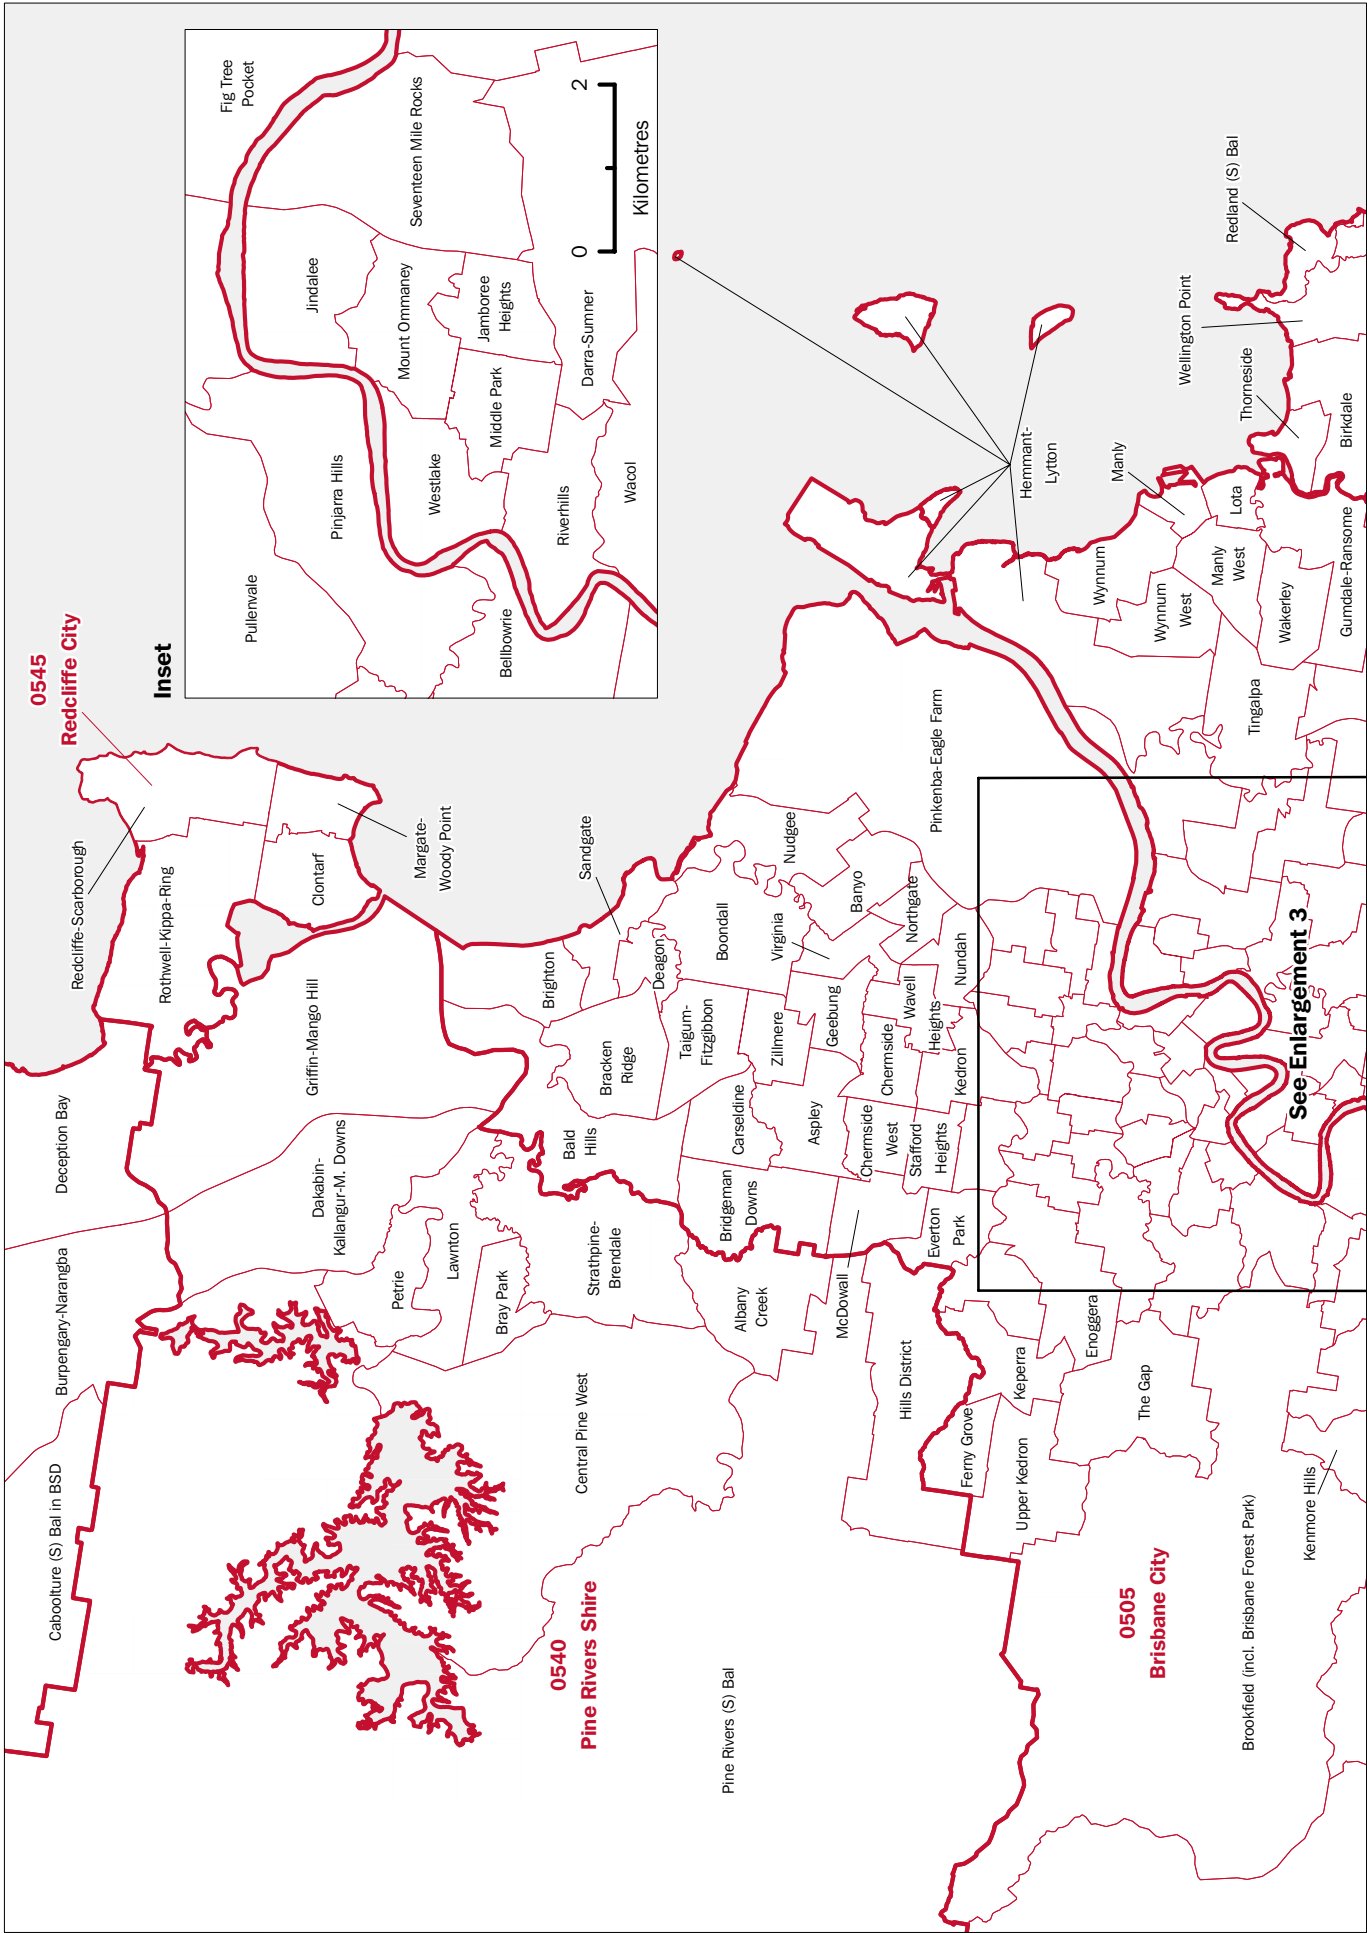 0545
Redcliffe City
Inset
Fig Tree
Pocket
Seventeen Mile Rocks
Jindalee
Mount Ommaney
Jamboree
Heights
Darra-Sumner
Middle Park
Pinjarra Hills
Westlake
Riverhills
Wacol
Pullenvale
Bellbowrie
0
2
Kilometres
Redcliffe-Scarborough
Rothwell-Kippa-Ring
Clontarf
Margate-
Woody Point
Deception Bay
Burpengary-Narangba
Caboolture (S) Bal in BSD
Griffin-Mango Hill
Dakabin-
Kallangur-M. Downs
Petrie
Lawnton
Bray Park
Strathpine-
Brendale
Central Pine West
0540
Pine Rivers Shire
Pine Rivers (S) Bal
Albany
Creek
Hills District
Sandgate
Brighton
Deagon
Bracken
Ridge
Bald
Hills
Taigum-
Fitzgibbon
Boondall
Nudgee
Virginia
Banyo
Northgate
Nundah
Zillmere
Geebung
Carseldine
Aspley
Chermside
Wavell
Heights
Kedron
Chermside
West
Stafford
Heights
Bridgeman
Downs
McDowall
Everton
Park
Pinkenba-Eagle Farm
Hemmant-
Lytton
Manly
Wynnum
Wynnum
West
Manly
West
Lota
Wakerley
Gumdale-Ransome
Tingalpa
Redland (S) Bal
Wellington Point
Thorneside
Birkdale
See Enlargement 3
Ferny Grove
Keperra
Upper Kedron
Enoggera
The Gap
Kenmore Hills
0505
Brisbane City
Brookfield (incl. Brisbane Forest Park)